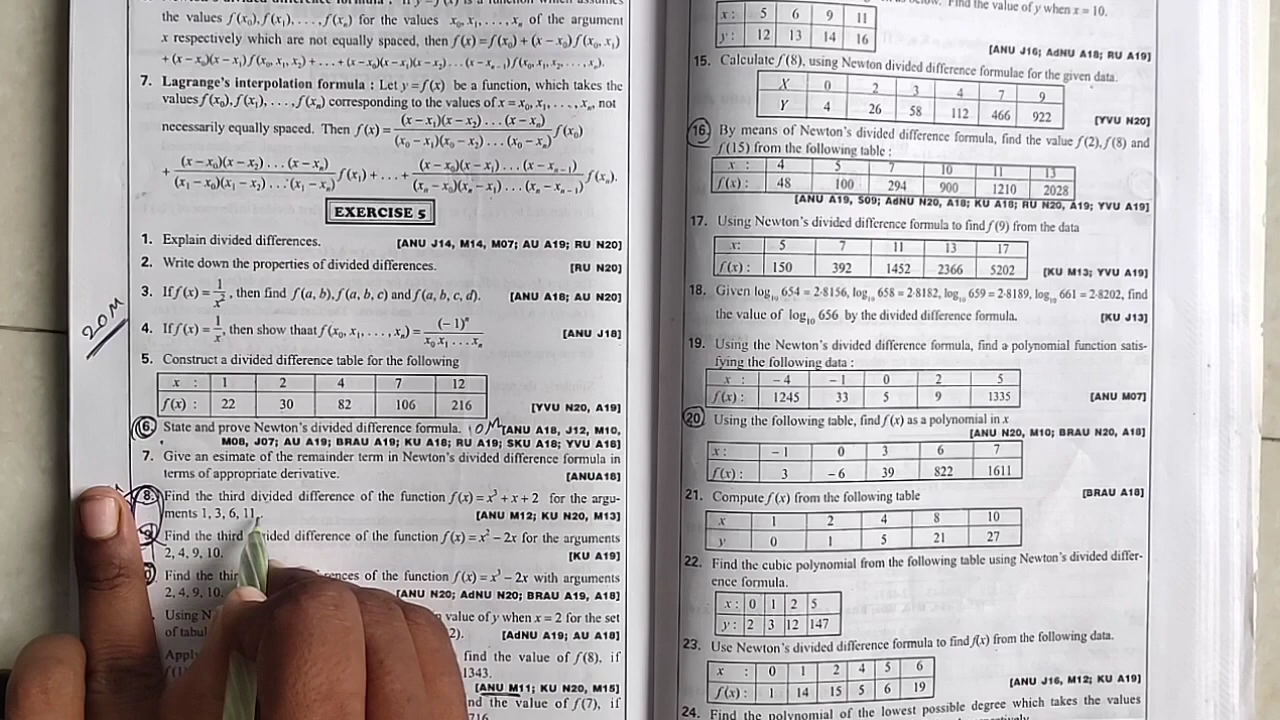 the values f(x₀), f(x₁), . . . , f(xₙ) for the values x₀, x₁, . . . , xₙ of the argument
x respectively which are not equally spaced, then f(x) = f(x₀) + (x − x₀) f(x₀, x₁)
+ (x − x₀)(x − x₁) f(x₀, x₁, x₂) + . . . + (x − x₀)(x − x₁)(x − x₂) . . . (x − xₙ₋₁) f(x₀, x₁, x₂, . . . , xₙ).
7. Lagrange's interpolation formula : Let y = f(x) be a function, which takes the
values f(x₀), f(x₁), . . . , f(xₙ) corresponding to the values of x = x₀, x₁, . . . , xₙ, not
necessarily equally spaced. Then f(x) = (x − x₁)(x − x₂) . . . (x − xₙ) / (x₀ − x₁)(x₀ − x₂) . . . (x₀ − xₙ) f(x₀)
+ (x − x₀)(x − x₂) . . . (x − xₙ) / (x₁ − x₀)(x₁ − x₂) . . . (x₁ − xₙ) f(x₁) + . . . + (x − x₀)(x − x₁) . . . (x − xₙ₋₁) / (xₙ − x₀)(xₙ − x₁) . . . (xₙ − xₙ₋₁) f(xₙ).
EXERCISE 5
1. Explain divided differences. [ANU J14, M14, M07; AU A19; RU N20]
2. Write down the properties of divided differences. [RU N20]
3. If f(x) = 1/x², then find f(a, b), f(a, b, c) and f(a, b, c, d). [ANU A18; AU N20]
20M
4. If f(x) = 1/x, then show thaat f(x₀, x₁, . . . , xₙ) = (− 1)ⁿ / x₀ x₁ . . . xₙ [ANU J18]
5. Construct a divided difference table for the following
x : 1 2 4 7 12
f(x) : 22 30 82 106 216
[YVU N20, A19]
6. State and prove Newton's divided difference formula. 10M [ANU A18, J12, M10,
M08, J07; AU A19; BRAU A19; KU A18; RU A19; SKU A18; YVU A18]
7. Give an esimate of the remainder term in Newton's divided difference formula in
terms of appropriate derivative. [ANUA18]
8. Find the third divided difference of the function f(x) = x³ + x + 2 for the argu-
ments 1, 3, 6, 11. [ANU M12; KU N20, M13]
Find the third divided difference of the function f(x) = x² − 2x for the arguments
2, 4, 9, 10. [KU A19]
Find the thir rences of the function f(x) = x³ − 2x with arguments
2, 4, 9, 10. [ANU N20; AdNU N20; BRAU A19, A18]
Using N value of y when x = 2 for the set
of tabul 2). [AdNU A19; AU A18]
Appl find the value of f(8), if
1343.
[ANU M11; KU N20, M15]
nd the value of f(7), if
Find the value of y when x = 10.
x : 5 6 9 11
y : 12 13 14 16
[ANU J16; AdNU A18; RU A19]
15. Calculate f(8), using Newton divided difference formulae for the given data.
X 0 2 3 4 7 9
Y 4 26 58 112 466 922
[YVU N20]
16. By means of Newton's divided difference formula, find the value f(2), f(8) and
f(15) from the following table :
x : 4 5 7 10 11 13
f(x) : 48 100 294 900 1210 2028
[ANU A19, S09; AdNU N20, A18; KU A18; RU N20, A19; YVU A19]
17. Using Newton's divided difference formula to find f(9) from the data
x: 5 7 11 13 17
f(x) : 150 392 1452 2366 5202
[KU M13; YVU A19]
18. Given log₁₀ 654 = 2·8156, log₁₀ 658 = 2·8182, log₁₀ 659 = 2·8189, log₁₀ 661 = 2·8202, find
the value of log₁₀ 656 by the divided difference formula. [KU J13]
19. Using the Newton's divided difference formula, find a polynomial function satis-
fying the following data :
x : − 4 − 1 0 2 5
f(x) : 1245 33 5 9 1335
[ANU M07]
20. Using the following table, find f(x) as a polynomial in x
[ANU N20, M10; BRAU N20, A18]
x : − 1 0 3 6 7
f(x) : 3 − 6 39 822 1611
21. Compute f(x) from the following table [BRAU A18]
x 1 2 4 8 10
y 0 1 5 21 27
22. Find the cubic polynomial from the following table using Newton's divided differ-
ence formula.
x : 0 1 2 5
y : 2 3 12 147
23. Use Newton's divided difference formula to find f(x) from the following data.
x : 0 1 2 4 5 6
f(x) : 1 14 15 5 6 19
[ANU J16, M12; KU A19]
24. Find the polynomial of the lowest possible degree which takes the values